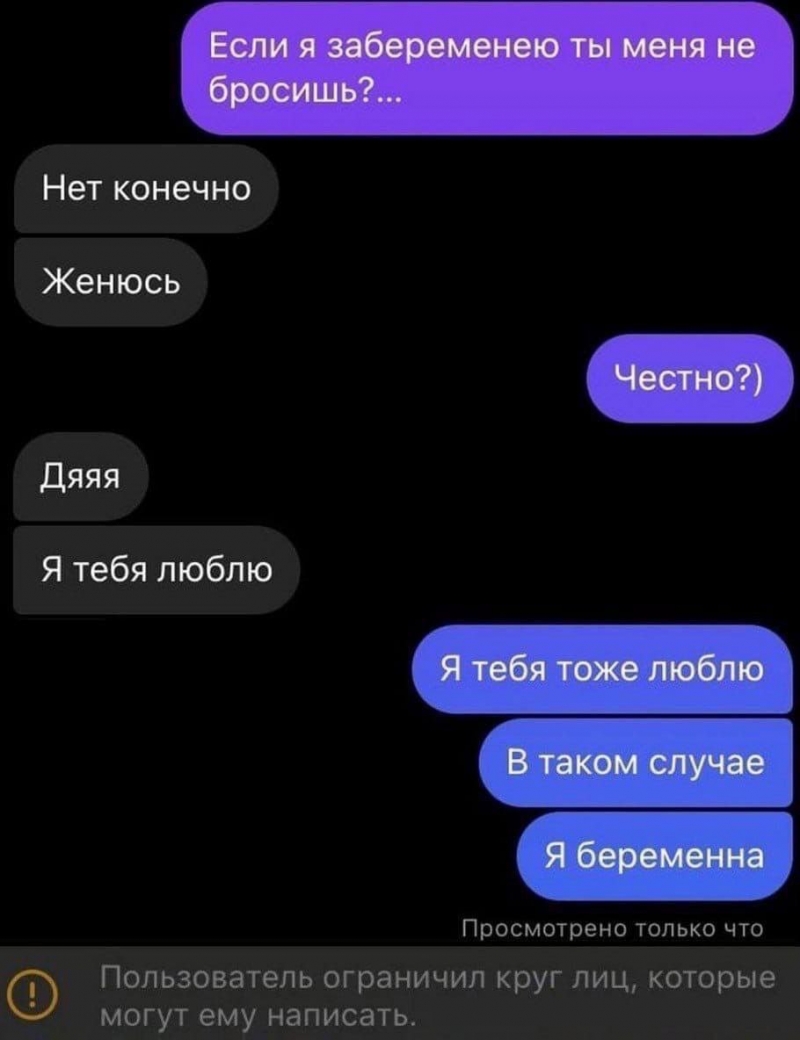 Если я забеременею ты меня не
бросишь?...
Нет конечно
Женюсь
Честно?)
Дяяя
Я тебя люблю
Я тебя тоже люблю
В таком случае
Я беременна
Просмотрено только что
Пользователь ограничил круг лиц, которые
могут ему написать.